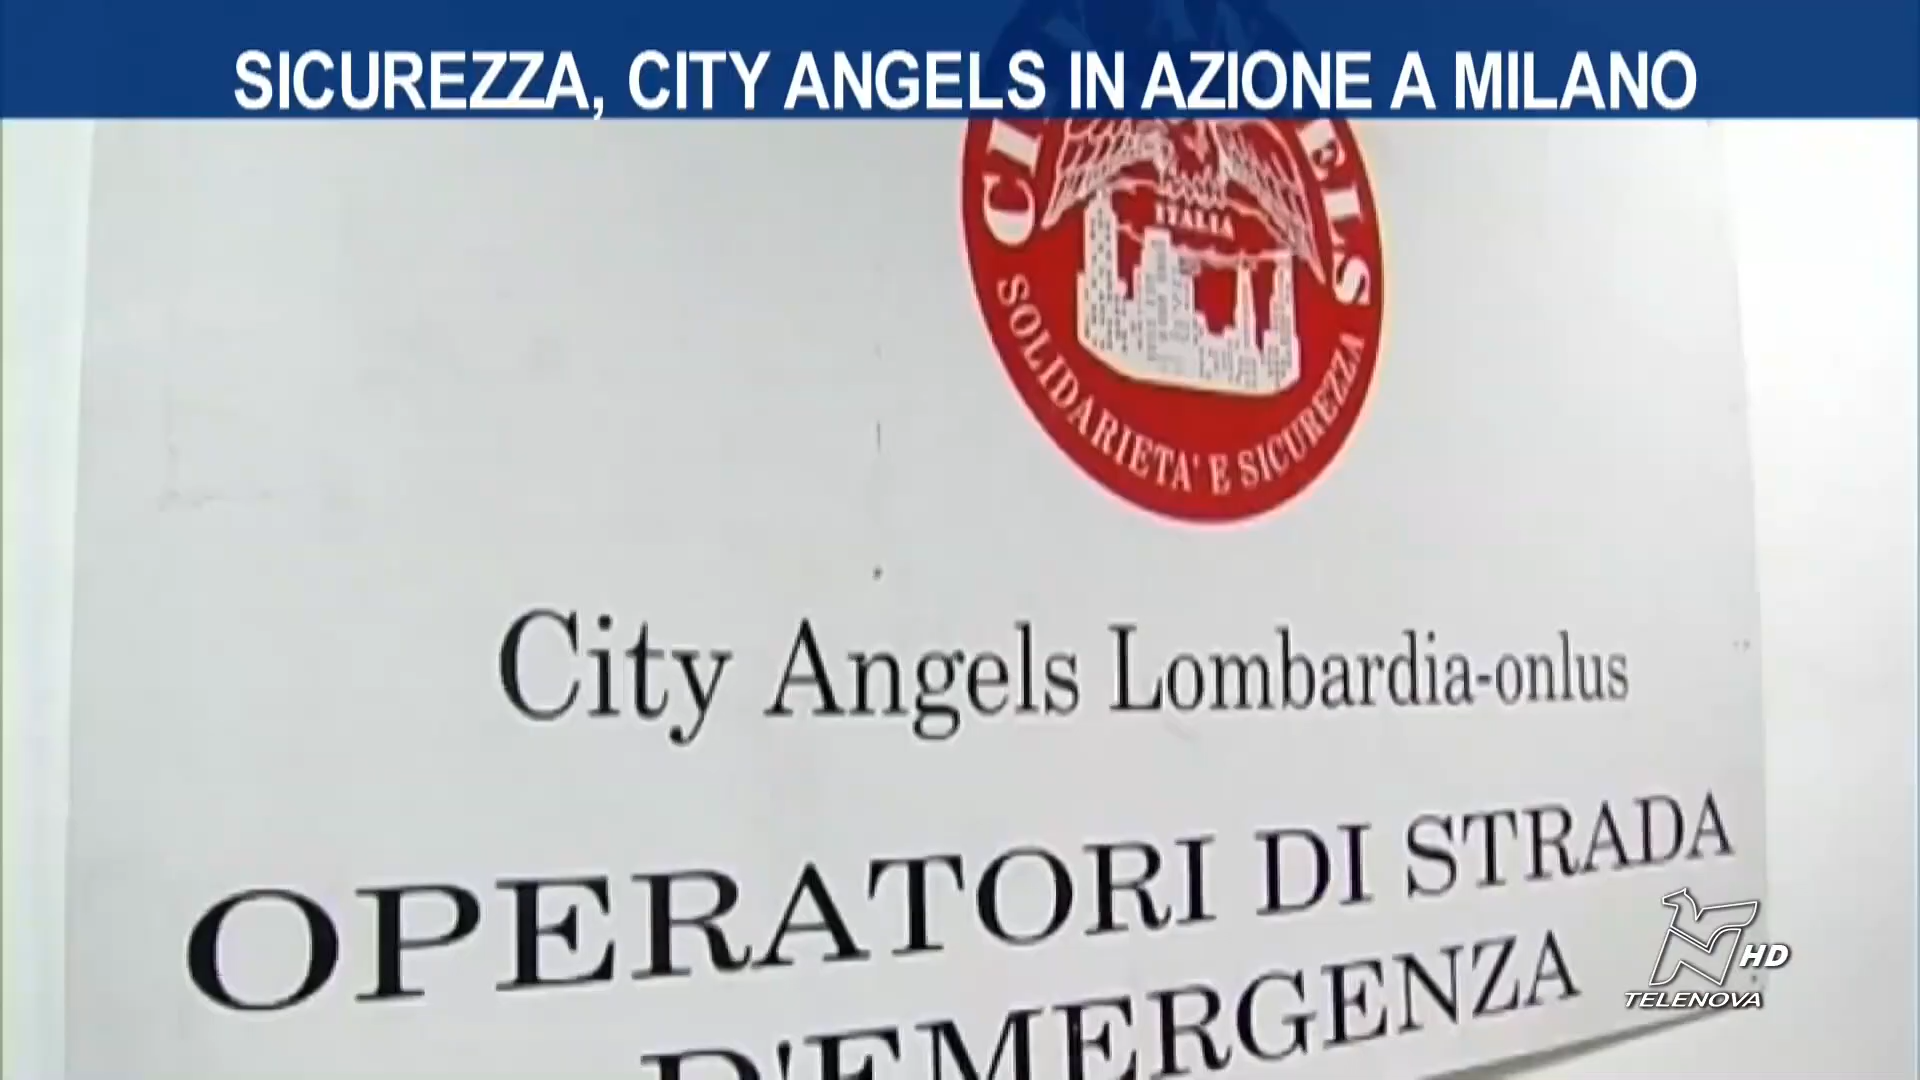 SICUREZZA, CITY ANGELS IN AZIONE A MILANO
ITALIA
SOLIDARIETA' E SICUREZZA
City Angels Lombardia-onlus
OPERATORI DI STRADA
D'EMERGENZA
HD
TELENOVA